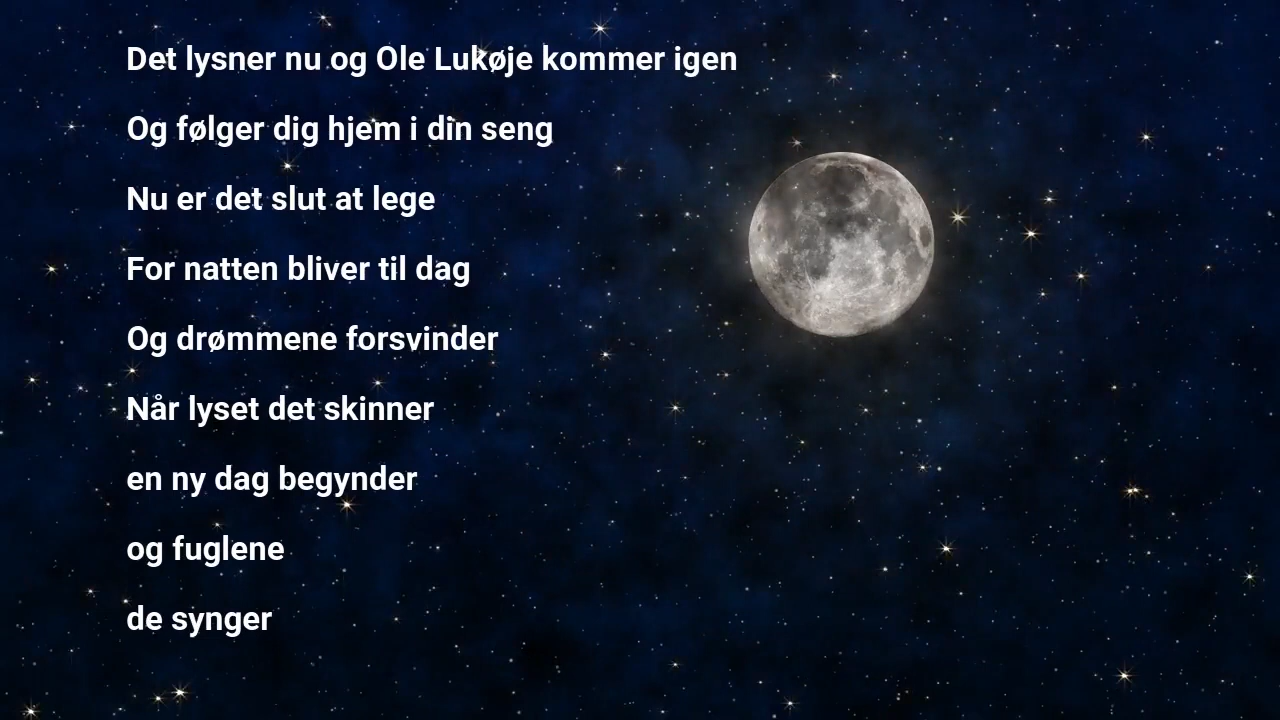 Det lysner nu og Ole Lukøje kommer igen
Og følger dig hjem i din seng
Nu er det slut at lege
For natten bliver til dag
Og drømmene forsvinder
Når lyset det skinner
en ny dag begynder
og fuglene
de synger